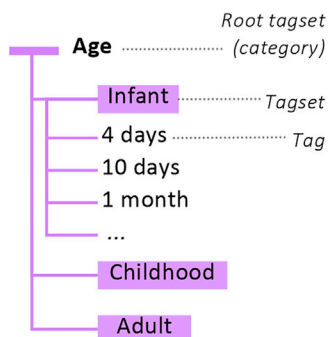 Root tagset
Age (category)
Infant Tagset
4 days Tag
10 days
1 month
...
Childhood
Adult